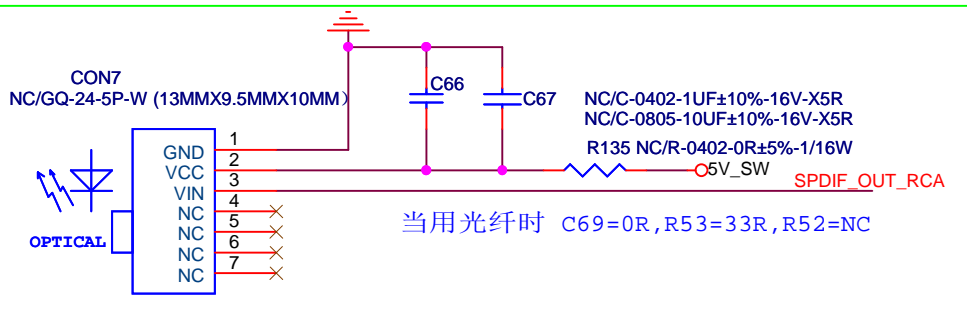 CON7
NC/GQ-24-5P-W (13MMX9.5MMX10MM)
C66
C67
NC/C-0402-1UF±10%-16V-X5R
NC/C-0805-10UF±10%-16V-X5R
R135 NC/R-0402-0R±5%-1/16W
5V_SW
SPDIF_OUT_RCA
GND 1
VCC 2
VIN 3
NC 4
NC 5
NC 6
NC 7
OPTICAL
当用光纤时 C69=0R,R53=33R,R52=NC